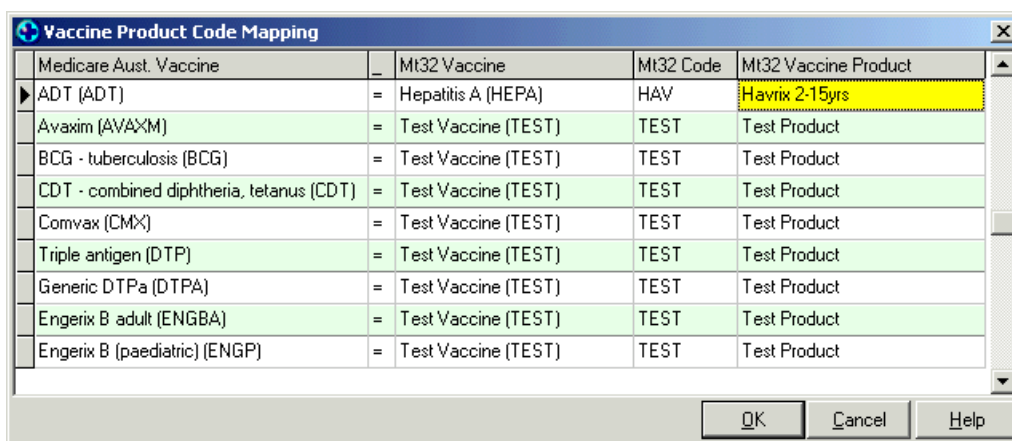 Vaccine Product Code Mapping
Medicare Aust. Vaccine _ Mt32 Vaccine Mt32 Code Mt32 Vaccine Product
ADT (ADT) = Hepatitis A (HEPA) HAV Havrix 2-15yrs
Avaxim (AVAXM) = Test Vaccine (TEST) TEST Test Product
BCG - tuberculosis (BCG) = Test Vaccine (TEST) TEST Test Product
CDT - combined diphtheria, tetanus (CDT) = Test Vaccine (TEST) TEST Test Product
Comvax (CMX) = Test Vaccine (TEST) TEST Test Product
Triple antigen (DTP) = Test Vaccine (TEST) TEST Test Product
Generic DTPa (DTPA) = Test Vaccine (TEST) TEST Test Product
Engerix B adult (ENGBA) = Test Vaccine (TEST) TEST Test Product
Engerix B (paediatric) (ENGP) = Test Vaccine (TEST) TEST Test Product
OK Cancel Help